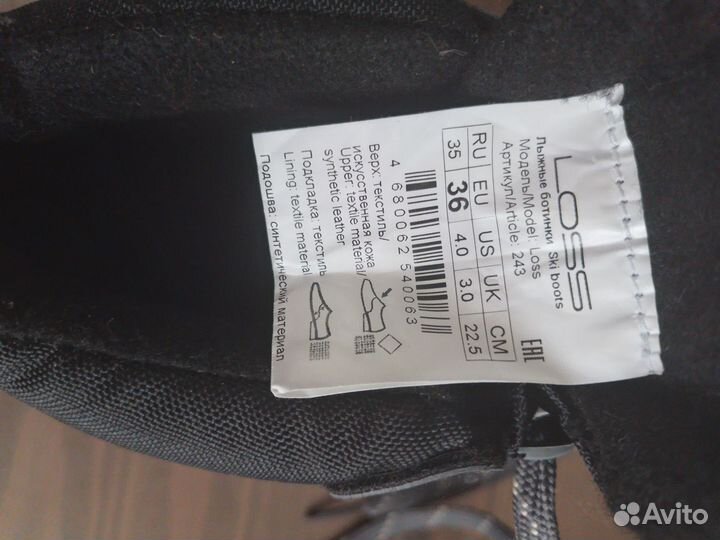 LOSS
Лыжные ботинки Ski boots
Модель/Model: Loss
Артикул/Article: 243
RU EU US UK CM
35 36 4.0 3.0 22.5
EAC
4 680062 540063
Верх: текстиль/
искусственная кожа
Upper: textile material/
synthetic leather
Подкладка: текстиль
Lining: textile material
Подошва: синтетический материал
Avito